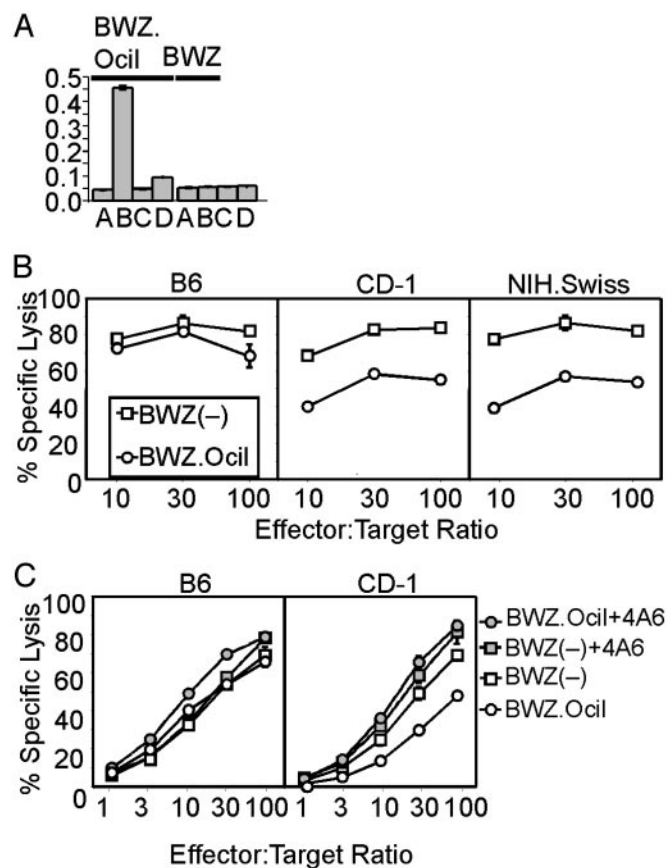 A
BWZ.
Ocil BWZ
0.5
0.4
0.3
0.2
0.1
0.0
ABCD ABCD
B
B6 CD-1 NIH.Swiss
% Specific Lysis
100
80
60
40
20
0
BWZ(–)
BWZ.Ocil
10 30 100 10 30 100 10 30 100
Effector:Target Ratio
C
B6 CD-1
% Specific Lysis
100
80
60
40
20
0
BWZ.Ocil+4A6
BWZ(–)+4A6
BWZ(–)
BWZ.Ocil
1 3 10 30 100 1 3 10 30 100
Effector:Target Ratio